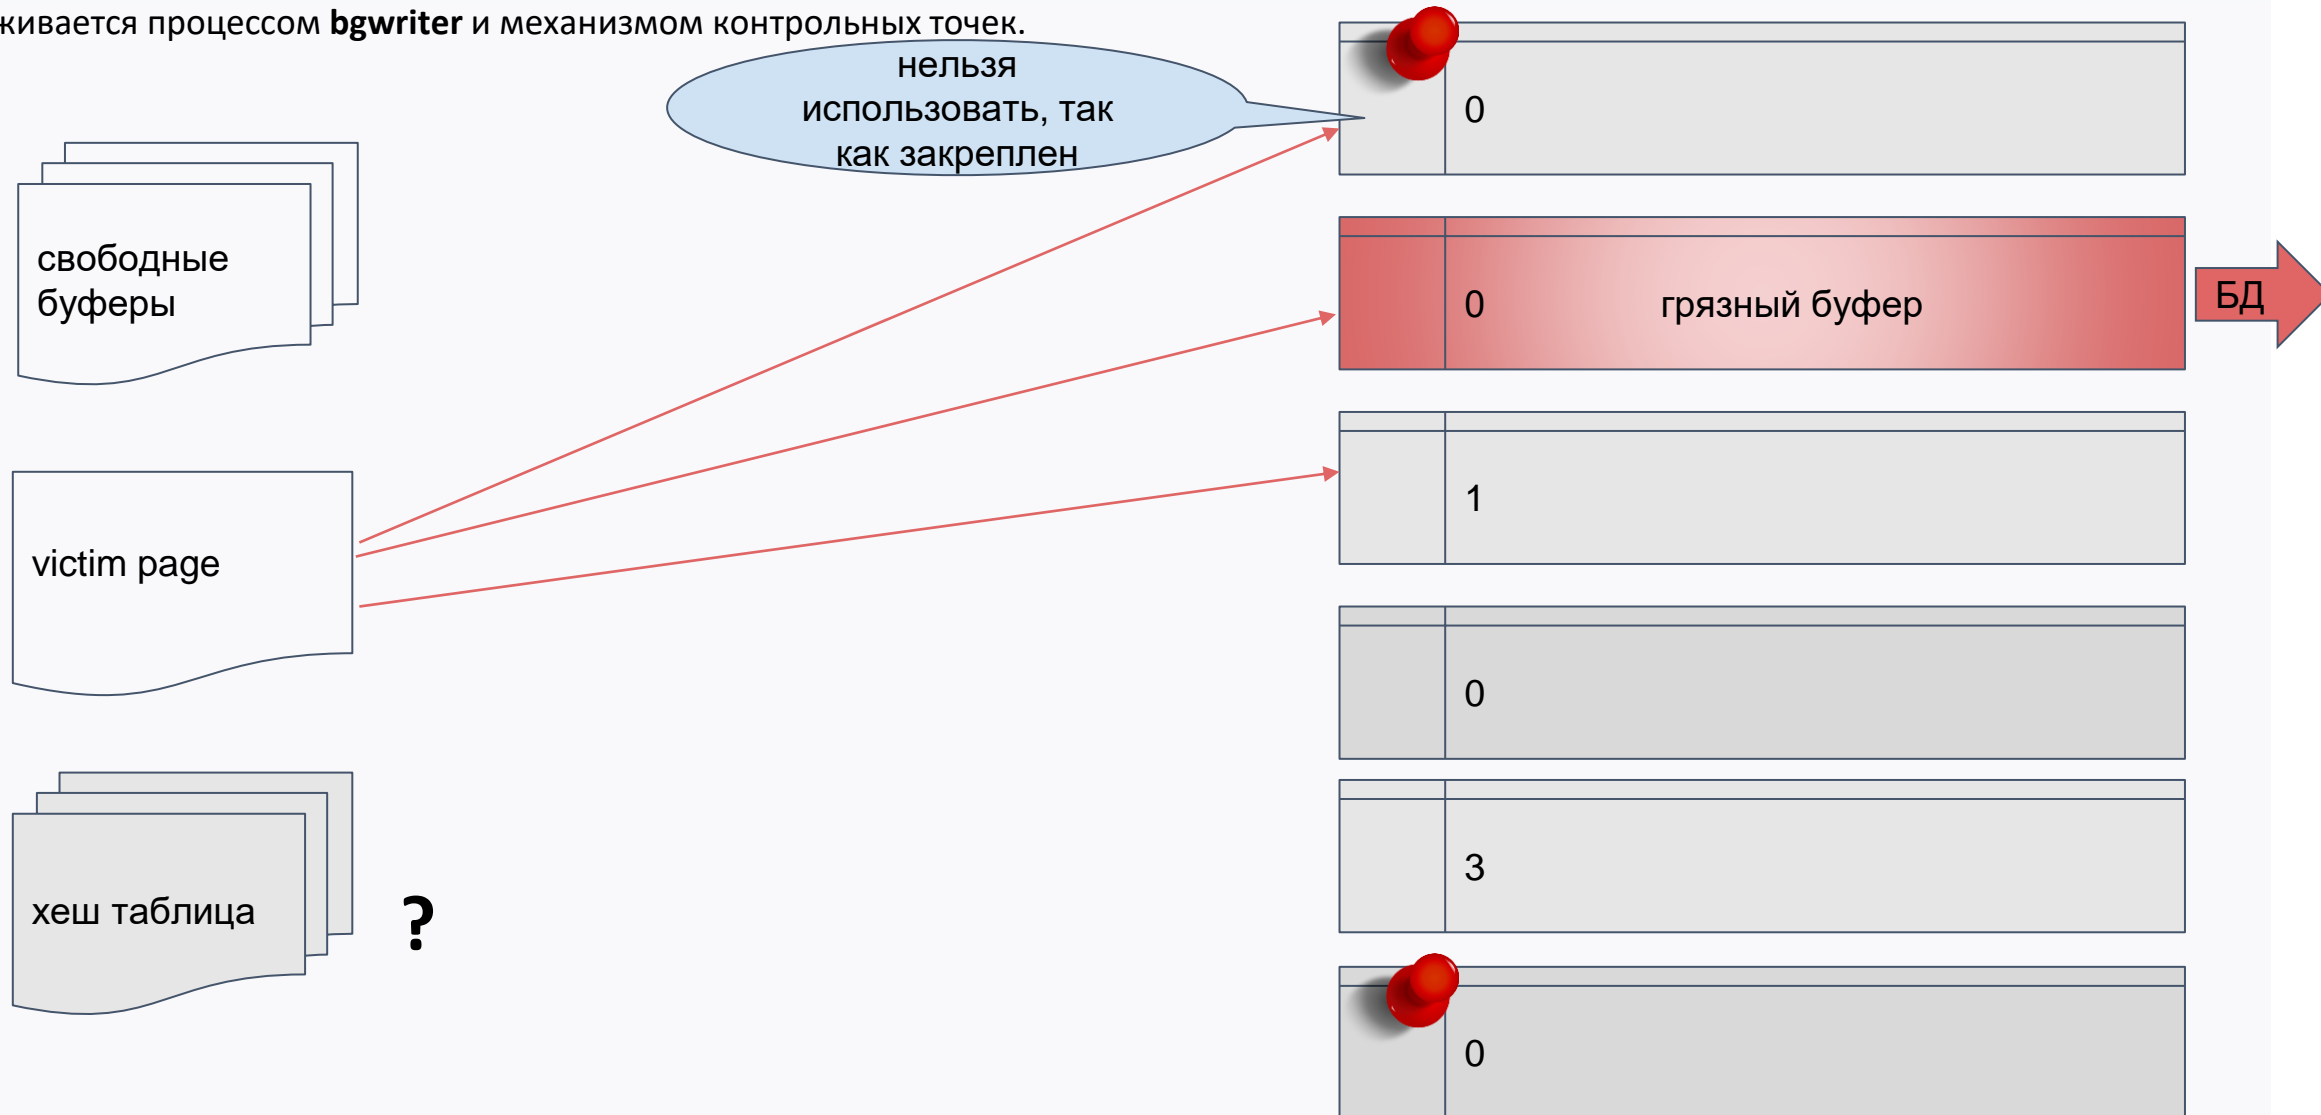 процессом bgwriter и механизмом контрольных точек.
нельзя
использовать, так
как закреплен
0
свободные
буферы
0 грязный буфер
БД
1
victim page
0
3
хеш таблица
?
0